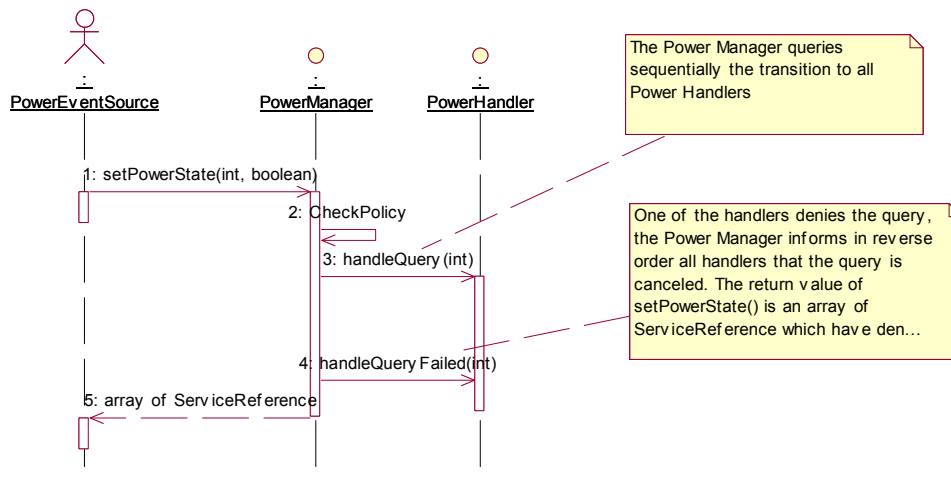 :
PowerEventSource
:
PowerManager
:
PowerHandler
The Power Manager queries
sequentially the transition to all
Power Handlers
1: setPowerState(int, boolean)
2: CheckPolicy
3: handleQuery(int)
One of the handlers denies the query,
the Power Manager informs in reverse
order all handlers that the query is
canceled. The return value of
setPowerState() is an array of
ServiceReference which have den...
4: handleQueryFailed(int)
5: array of ServiceReference